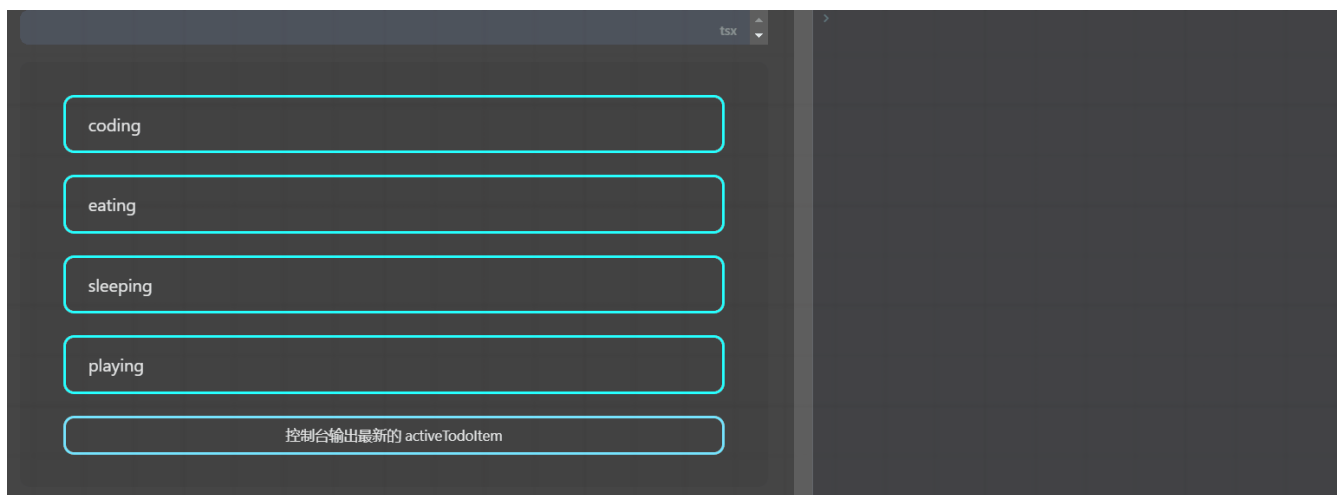 tsx
coding
eating
sleeping
playing
控制台输出最新的 activeTodoItem